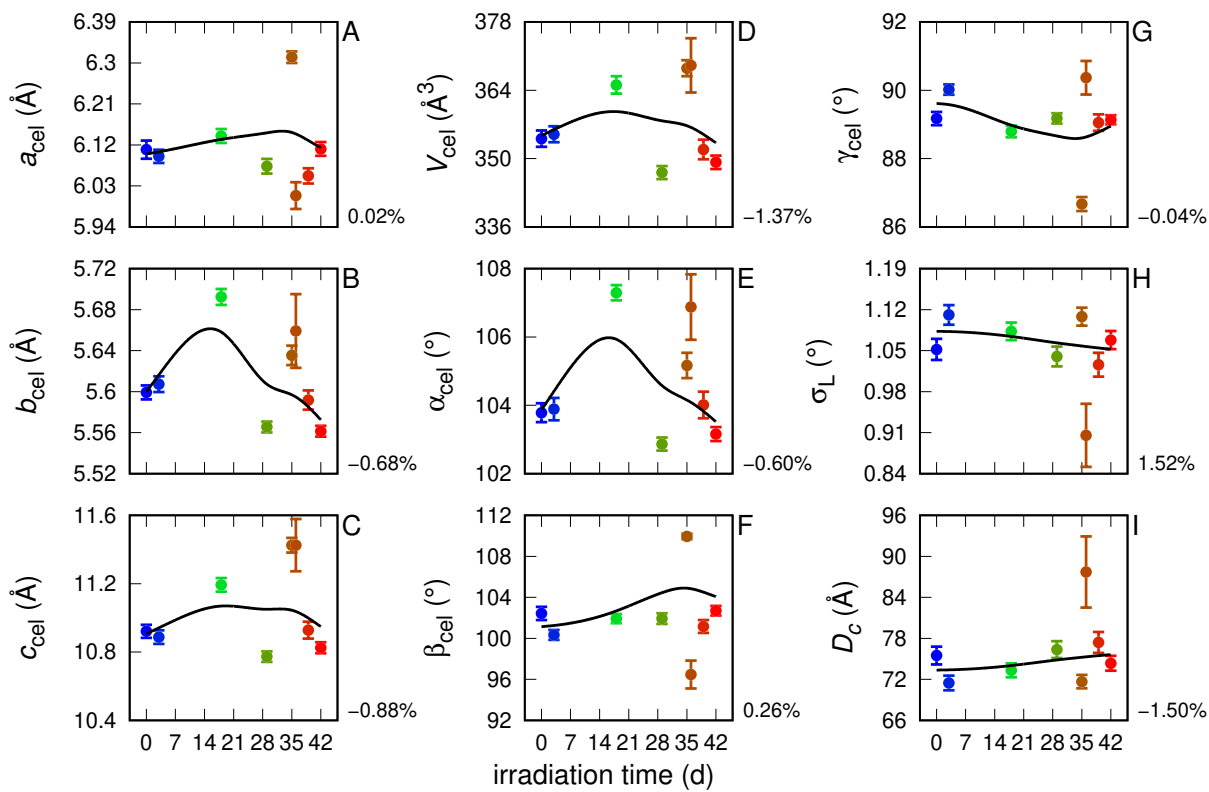 A
6.39
6.3
6.21
6.12
6.03
5.94
a_cel (Å)
0.02%
D
378
364
350
336
V_cel (Å³)
−1.37%
G
92
90
88
86
γ_cel (°)
−0.04%
B
5.72
5.68
5.64
5.6
5.56
5.52
b_cel (Å)
−0.68%
E
108
106
104
102
α_cel (°)
−0.60%
H
1.19
1.12
1.05
0.98
0.91
0.84
σ_L (°)
1.52%
C
11.6
11.2
10.8
10.4
c_cel (Å)
−0.88%
0 7 14 21 28 35 42
F
112
108
104
100
96
92
β_cel (°)
0.26%
0 7 14 21 28 35 42
I
96
90
84
78
72
66
D_c (Å)
−1.50%
0 7 14 21 28 35 42
irradiation time (d)